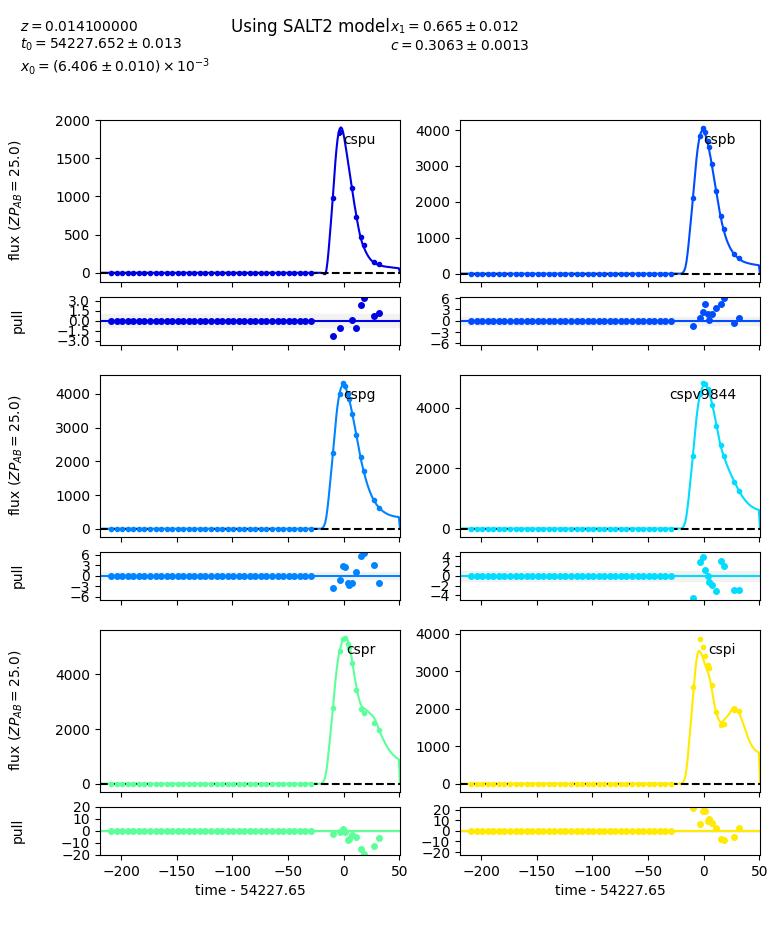 z = 0.014100000
t₀ = 54227.652 ± 0.013
x₀ = (6.406 ± 0.010) × 10⁻³
Using SALT2 model
x₁ = 0.665 ± 0.012
c = 0.3063 ± 0.0013
2000
1500
1000
500
0
flux (ZP_AB = 25.0)
cspu
4000
3000
2000
1000
0
cspb
3.0
1.5
0.0
−1.5
−3.0
pull
6
3
0
−3
−6
4000
3000
2000
1000
0
flux (ZP_AB = 25.0)
cspg
4000
2000
0
cspv9844
6
3
0
−3
−6
pull
4
2
0
−2
−4
4000
2000
0
flux (ZP_AB = 25.0)
cspr
4000
3000
2000
1000
0
cspi
20
10
0
−10
−20
pull
20
10
0
−10
−20
−200 −150 −100 −50 0 50
time - 54227.65
−200 −150 −100 −50 0 50
time - 54227.65